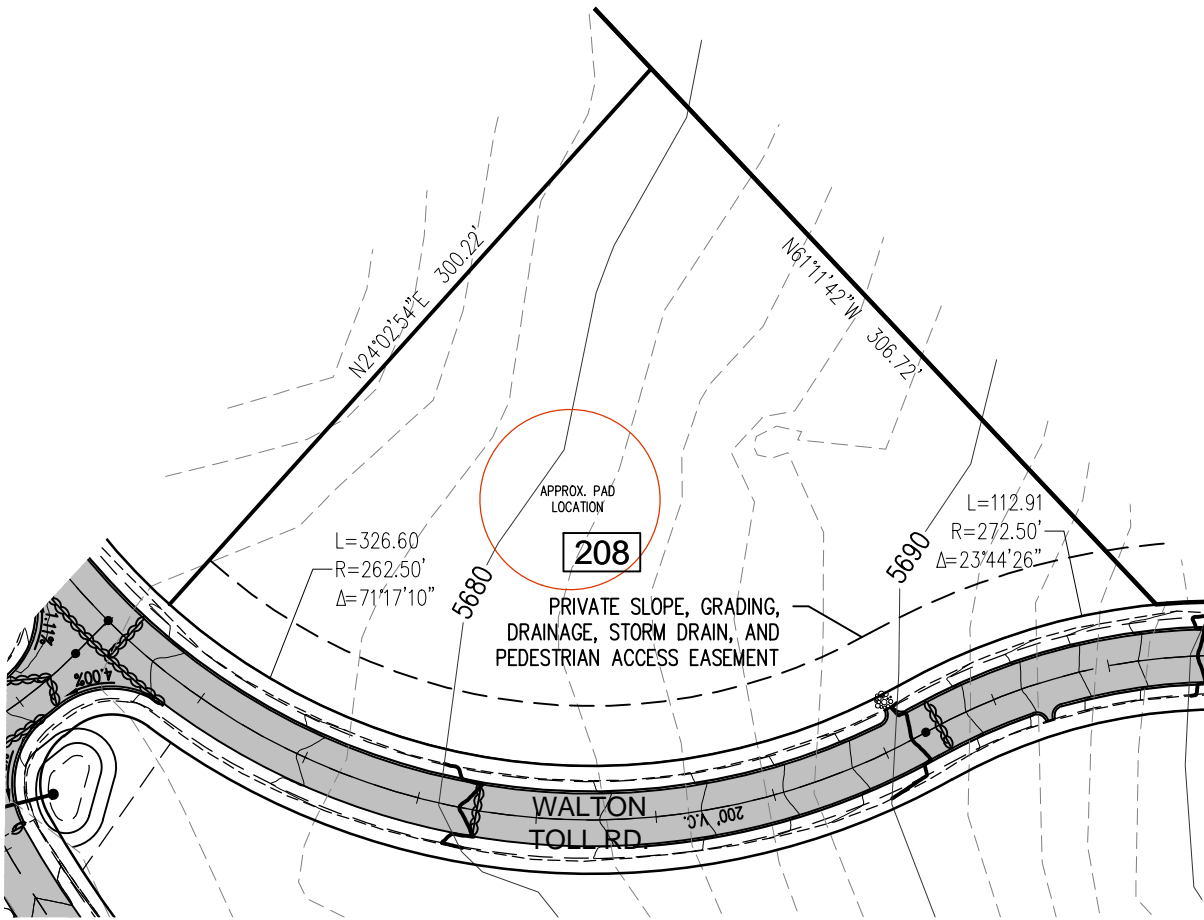 N24°02'54"E 300.22'
N61°11'42"W 306.72'
APPROX. PAD
LOCATION
208
L=326.60
R=262.50'
Δ=71°17'10"
5680
L=112.91
R=272.50'
Δ=23°44'26"
5690
PRIVATE SLOPE, GRADING,
DRAINAGE, STORM DRAIN, AND
PEDESTRIAN ACCESS EASEMENT
4.00%
WALTON
TOLL RD.
200' V.C.